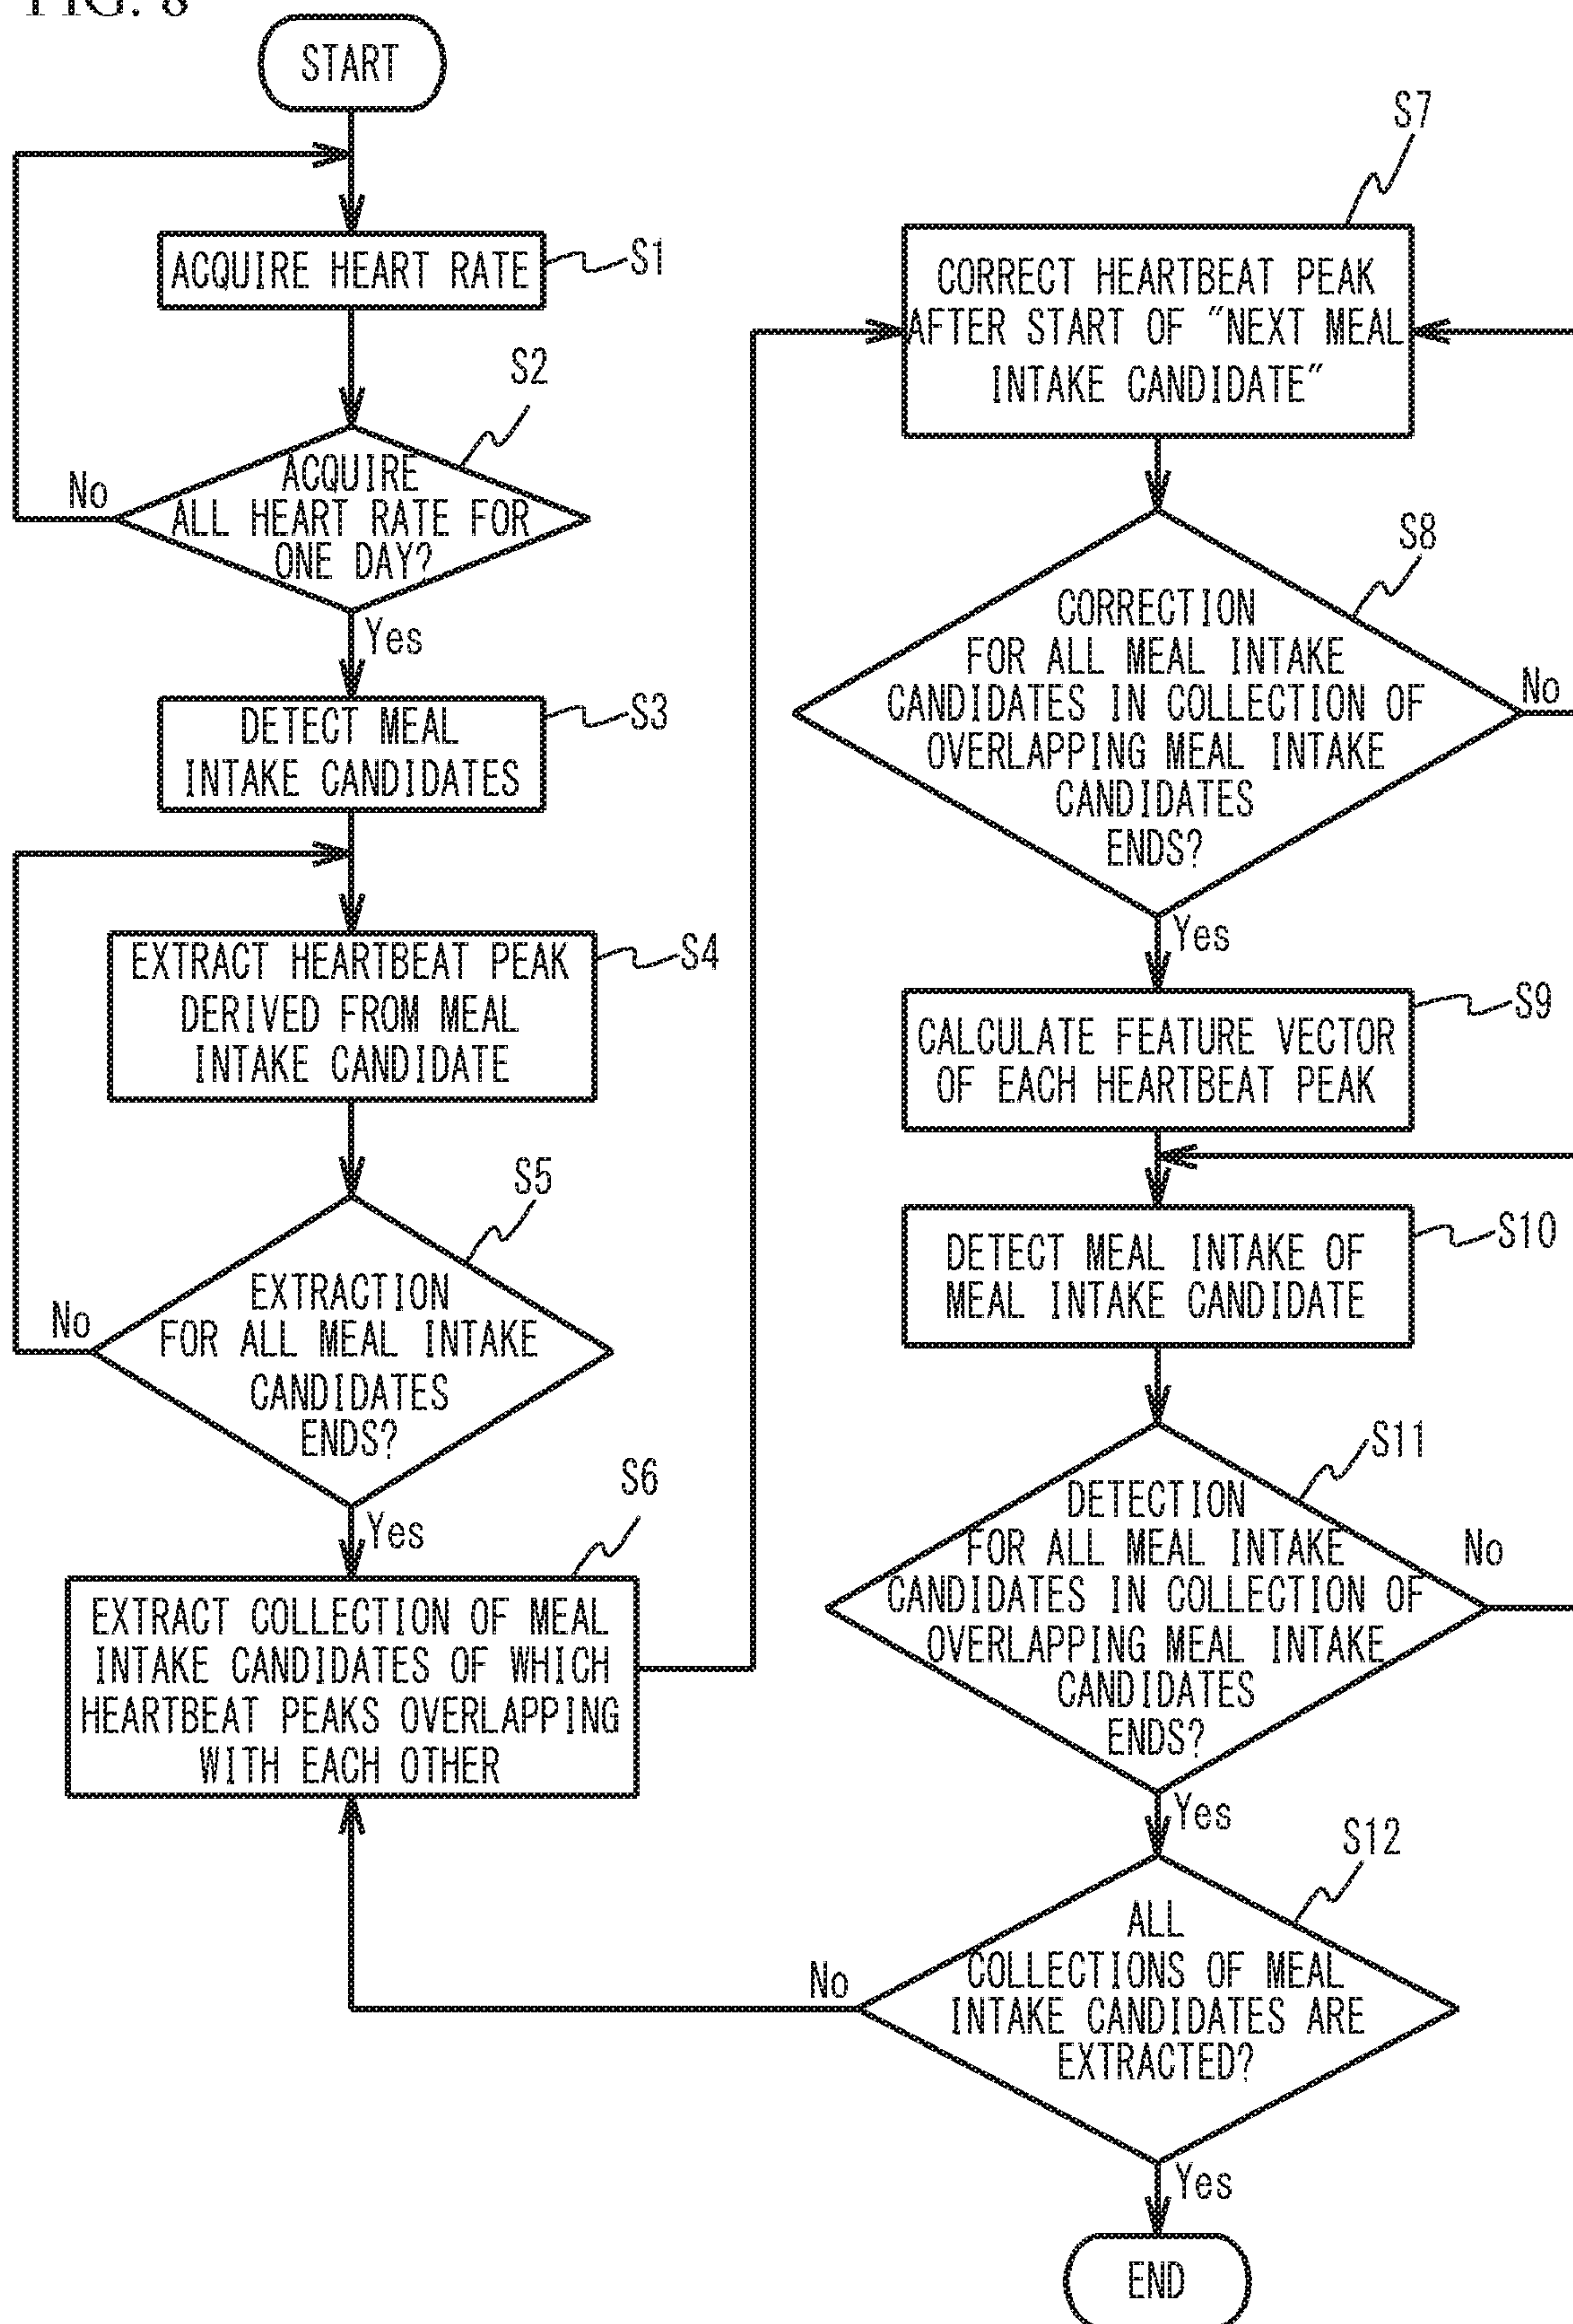 FIG. 8
START
ACQUIRE HEART RATE
S1
S2
ACQUIRE
ALL HEART RATE FOR
ONE DAY?
No
Yes
DETECT MEAL
INTAKE CANDIDATES
S3
EXTRACT HEARTBEAT PEAK
DERIVED FROM MEAL
INTAKE CANDIDATE
S4
S5
EXTRACTION
FOR ALL MEAL INTAKE
CANDIDATES
ENDS?
No
Yes
S6
EXTRACT COLLECTION OF MEAL
INTAKE CANDIDATES OF WHICH
HEARTBEAT PEAKS OVERLAPPING
WITH EACH OTHER
S7
CORRECT HEARTBEAT PEAK
AFTER START OF "NEXT MEAL
INTAKE CANDIDATE"
S8
CORRECTION
FOR ALL MEAL INTAKE
CANDIDATES IN COLLECTION OF
OVERLAPPING MEAL INTAKE
CANDIDATES
ENDS?
No
Yes
CALCULATE FEATURE VECTOR
OF EACH HEARTBEAT PEAK
S9
DETECT MEAL INTAKE OF
MEAL INTAKE CANDIDATE
S10
S11
DETECTION
FOR ALL MEAL INTAKE
CANDIDATES IN COLLECTION OF
OVERLAPPING MEAL INTAKE
CANDIDATES
ENDS?
No
Yes
S12
ALL
COLLECTIONS OF MEAL
INTAKE CANDIDATES ARE
EXTRACTED?
No
Yes
END